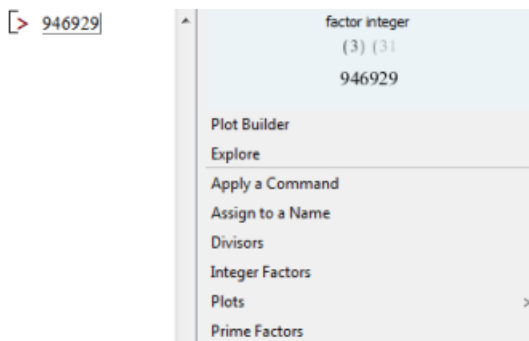 > 946929
factor integer
(3) (31
946929
Plot Builder
Explore
Apply a Command
Assign to a Name
Divisors
Integer Factors
Plots >
Prime Factors